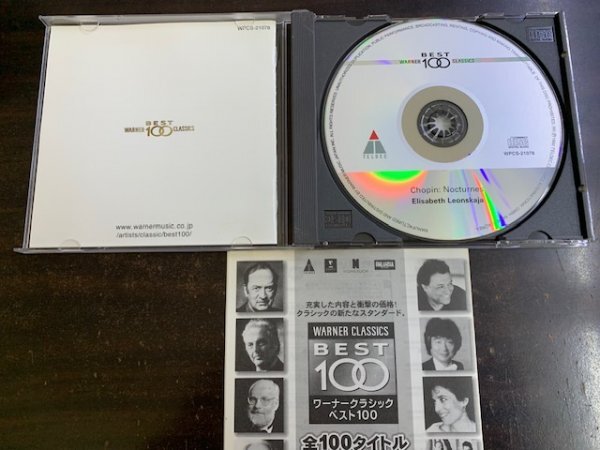 WPCS-21078
BEST
WARNER 100 CLASSICS
www.warnermusic.co.jp
/artists/classic/best100/
BEST
WARNER 100 CLASSICS
TELDEC
WPCS-21078
Chopin: Nocturnes
Elisabeth Leonskaja
充実した内容と衝撃の価格!
クラシックの新たなスタンダード。
WARNER CLASSICS
BEST
100
ワーナークラシック
ベスト100
全100タイトル